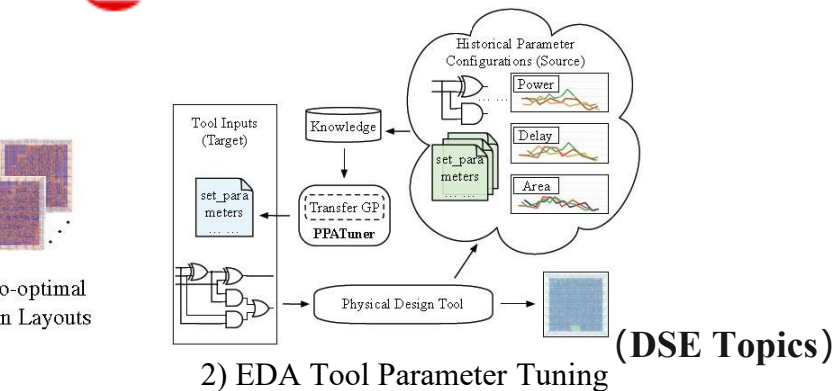 Historical Parameter
Configurations (Source)
Power
... ...
Delay
set_para
meters
... ...
Area
Tool Inputs
(Target)
Knowledge
set_para
meters
... ...
Transfer GP
PPATuner
Physical Design Tool
o-optimal
n Layouts
(DSE Topics)
2) EDA Tool Parameter Tuning